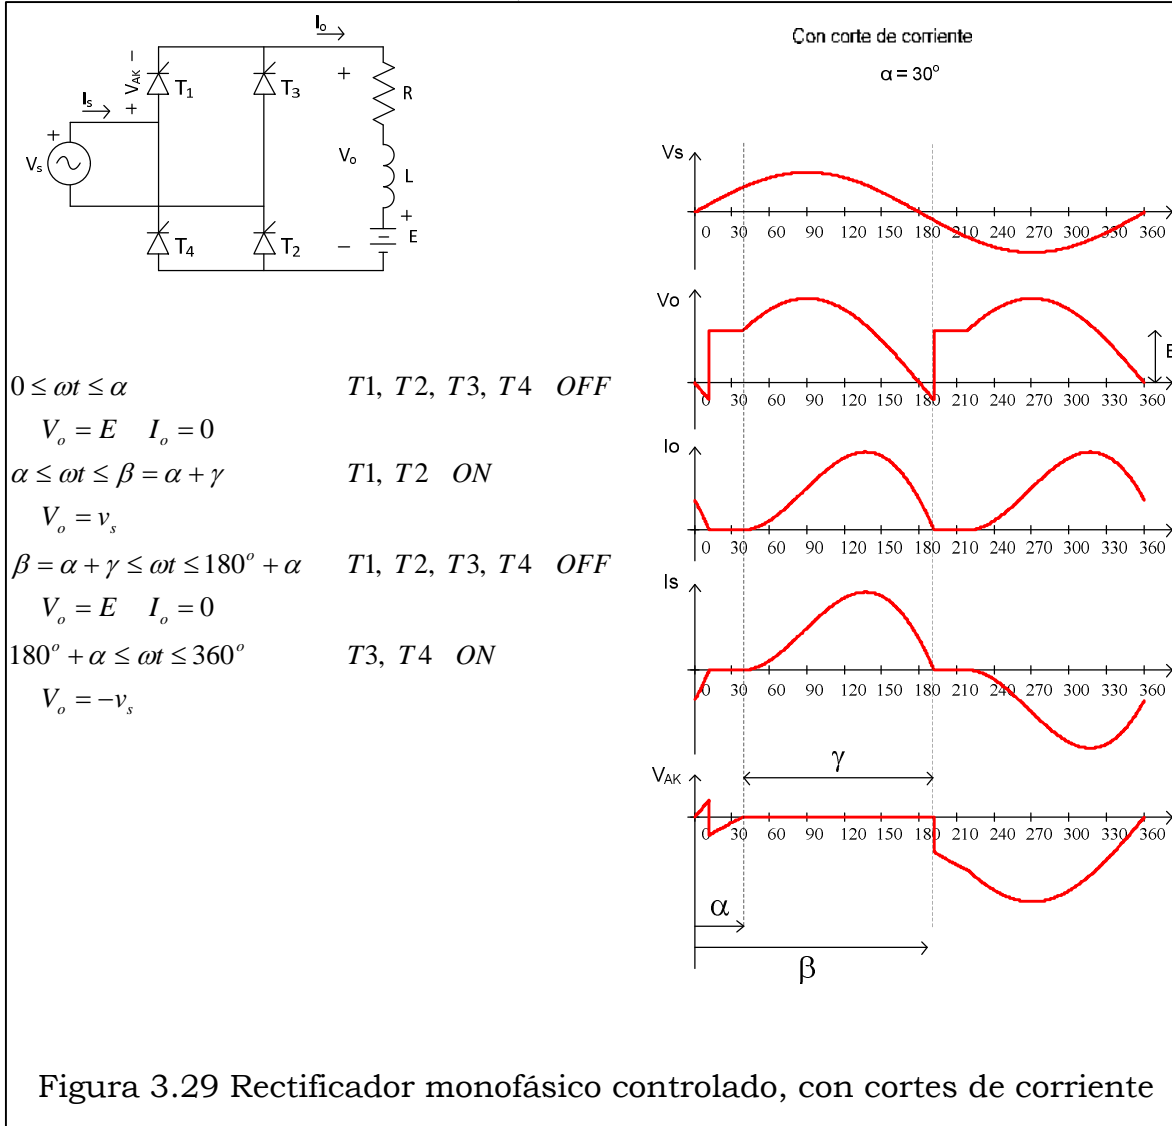 Con corte de corriente
α = 30°
Io
VAK
+ −
T1
T3
+
R
Is
+
+
Vs
Vo
L
+
E
T4
T2
−
0 ≤ ωt ≤ α T1, T2, T3, T4 OFF
Vo = E Io = 0
α ≤ ωt ≤ β = α + γ T1, T2 ON
Vo = vs
β = α + γ ≤ ωt ≤ 180° + α T1, T2, T3, T4 OFF
Vo = E Io = 0
180° + α ≤ ωt ≤ 360° T3, T4 ON
Vo = −vs
Vs
0 30 60 90 120 150 180 210 240 270 300 330 360
Vo
E
0 30 60 90 120 150 180 210 240 270 300 330 360
Io
0 30 60 90 120 150 180 210 240 270 300 330 360
Is
0 30 60 90 120 150 180 210 240 270 300 330 360
γ
VAK
0 30 60 90 120 150 180 210 240 270 300 330 360
α
β
Figura 3.29 Rectificador monofásico controlado, con cortes de corriente